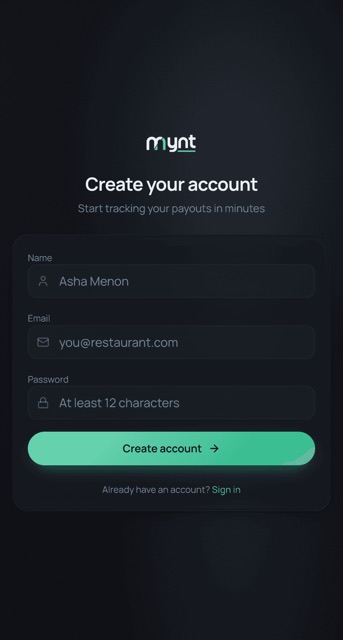 mynt
Create your account
Start tracking your payouts in minutes
Name
Asha Menon
Email
you@restaurant.com
Password
At least 12 characters
Create account →
Already have an account? Sign in